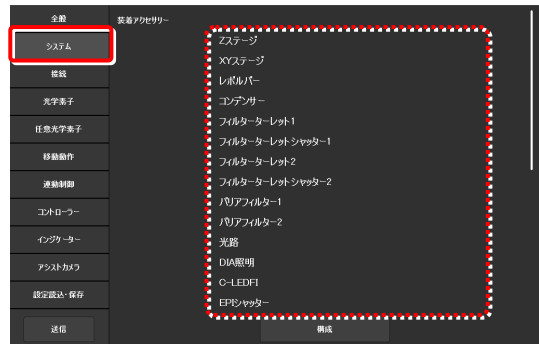 全般
システム
接続
光学素子
任意光学素子
移動動作
連動制御
コントローラー
インジケーター
アシストカメラ
設定読込・保存
送信
装着アクセサリー
Zステージ
XYステージ
レボルバー
コンデンサー
フィルターターレット1
フィルターターレットシャッター1
フィルターターレット2
フィルターターレットシャッター2
バリアフィルター1
バリアフィルター2
光路
DIA照明
C-LEDFI
EPIシャッター
構成